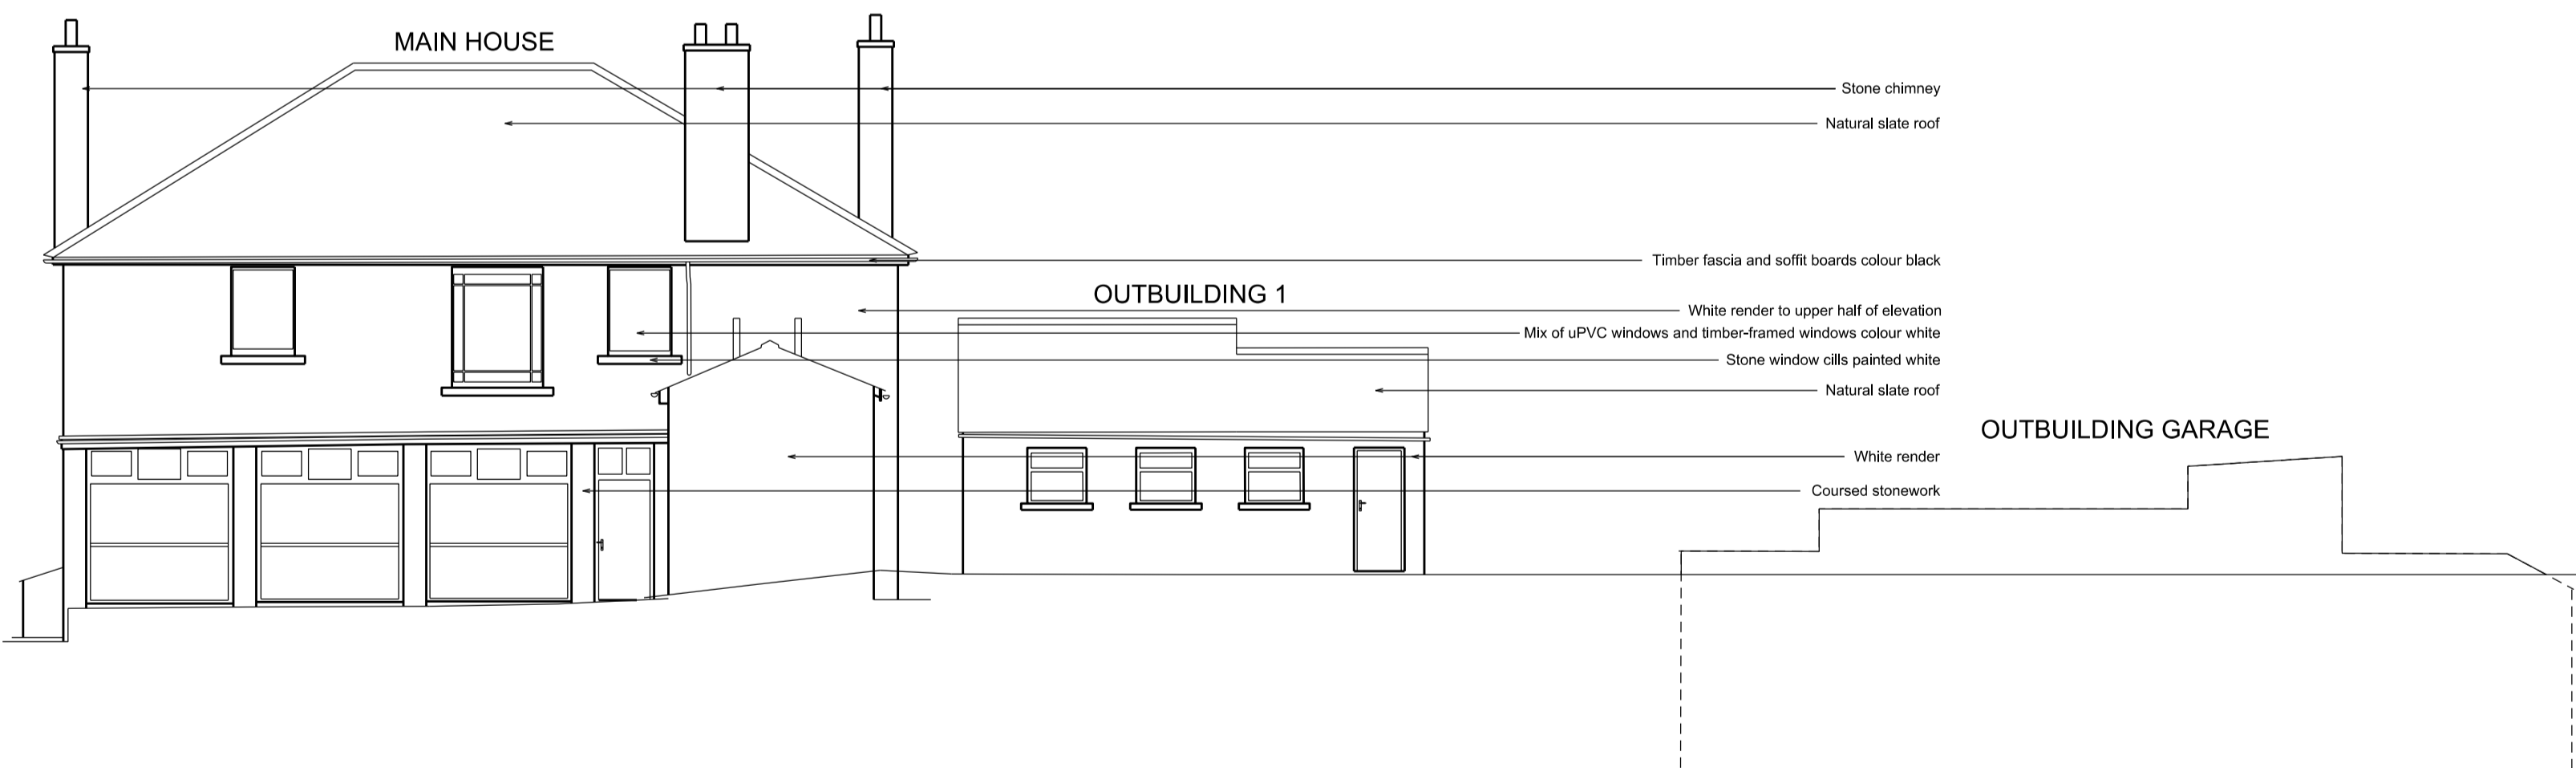 MAIN HOUSE
Stone chimney
Natural slate roof
Timber fascia and soffit boards colour black
OUTBUILDING 1
White render to upper half of elevation
Mix of uPVC windows and timber-framed windows colour white
Stone window cills painted white
Natural slate roof
OUTBUILDING GARAGE
White render
Coursed stonework